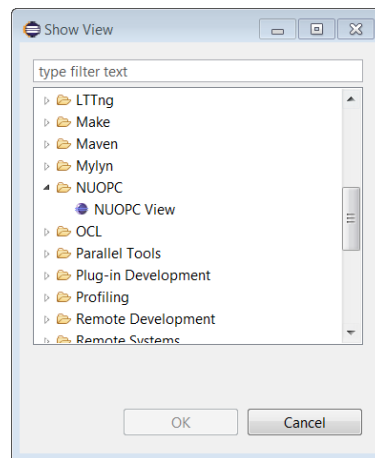 Show View
type filter text
LTTng
Make
Maven
Mylyn
NUOPC
NUOPC View
OCL
Parallel Tools
Plug-in Development
Profiling
Remote Development
Remote Systems
OK Cancel